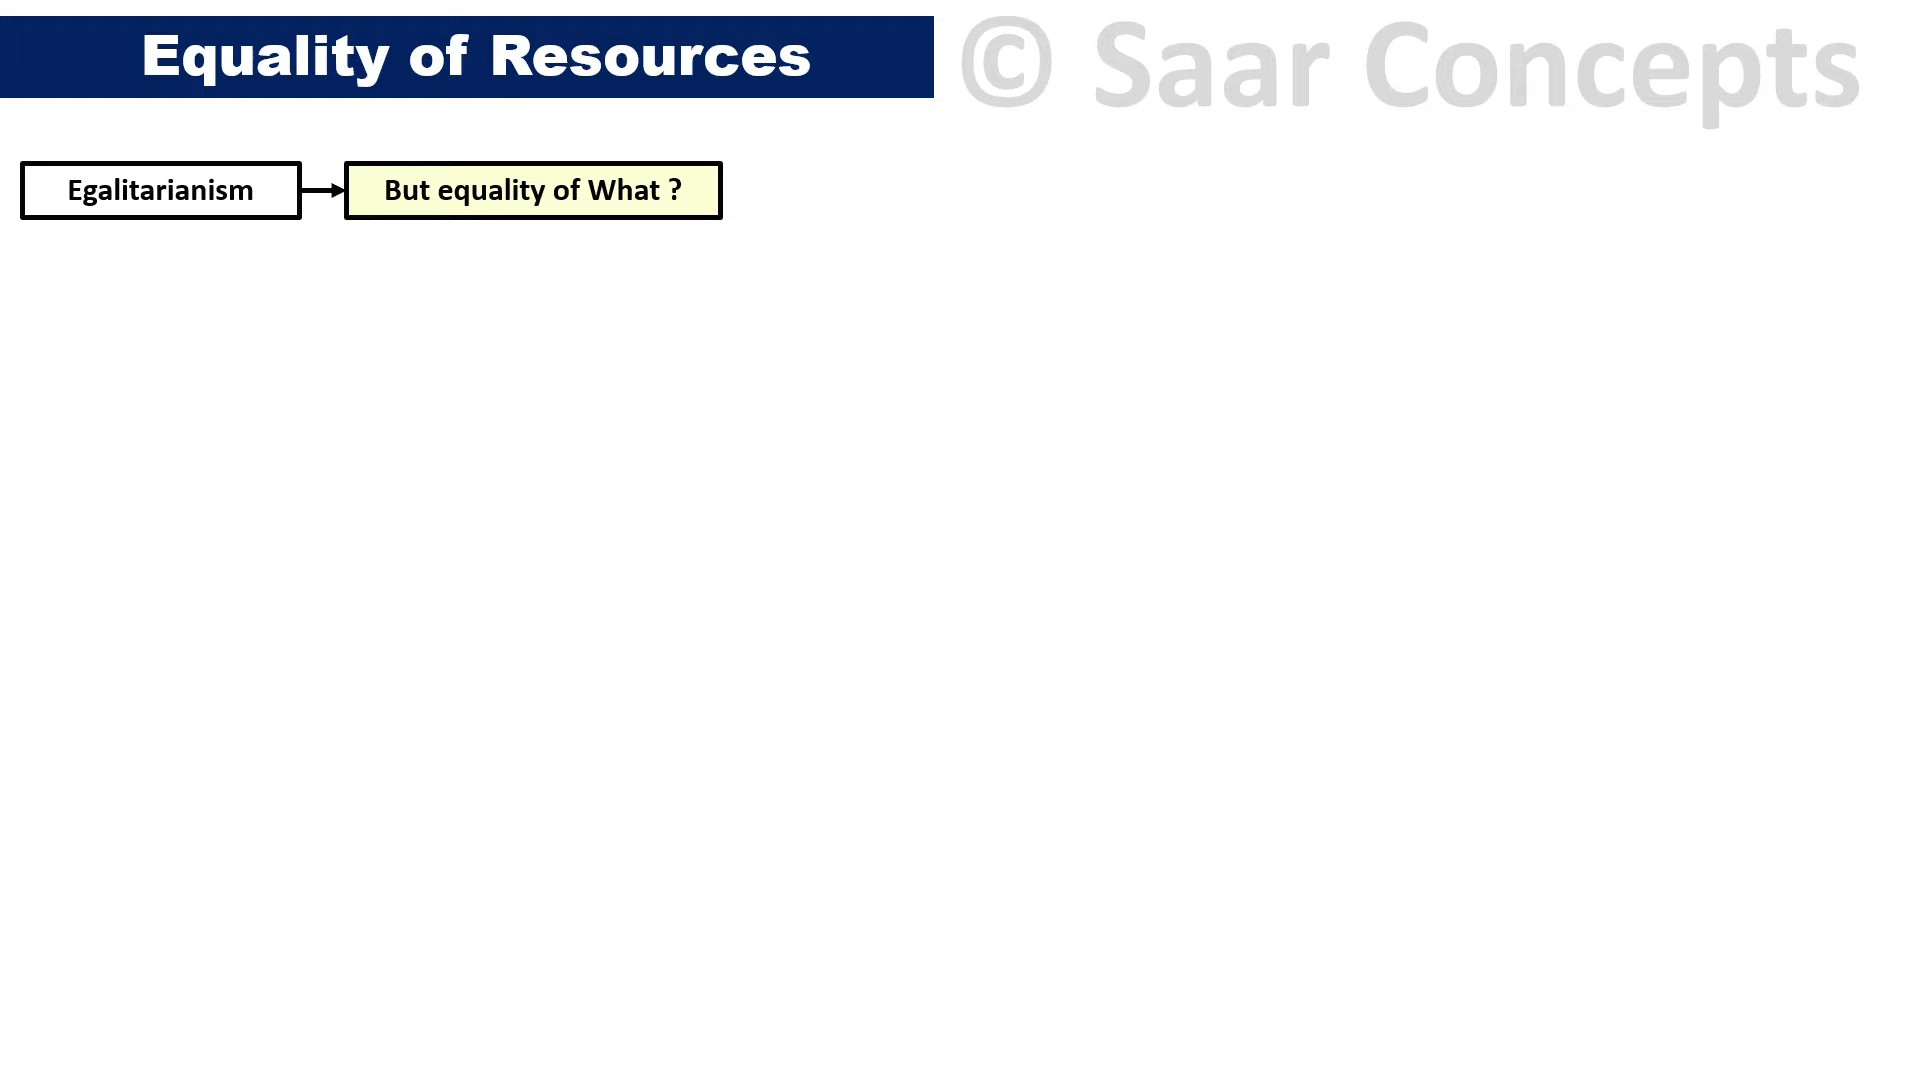 Equality of Resources
© Saar Concepts
Egalitarianism
But equality of What ?